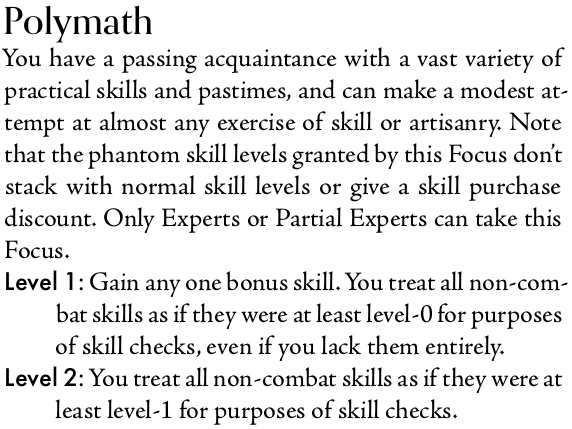 Polymath
You have a passing acquaintance with a vast variety of
practical skills and pastimes, and can make a modest at-
tempt at almost any exercise of skill or artisanry. Note
that the phantom skill levels granted by this Focus don't
stack with normal skill levels or give a skill purchase
discount. Only Experts or Partial Experts can take this
Focus.
Level 1: Gain any one bonus skill. You treat all non-com-
bat skills as if they were at least level-0 for purposes
of skill checks, even if you lack them entirely.
Level 2: You treat all non-combat skills as if they were at
least level-1 for purposes of skill checks.